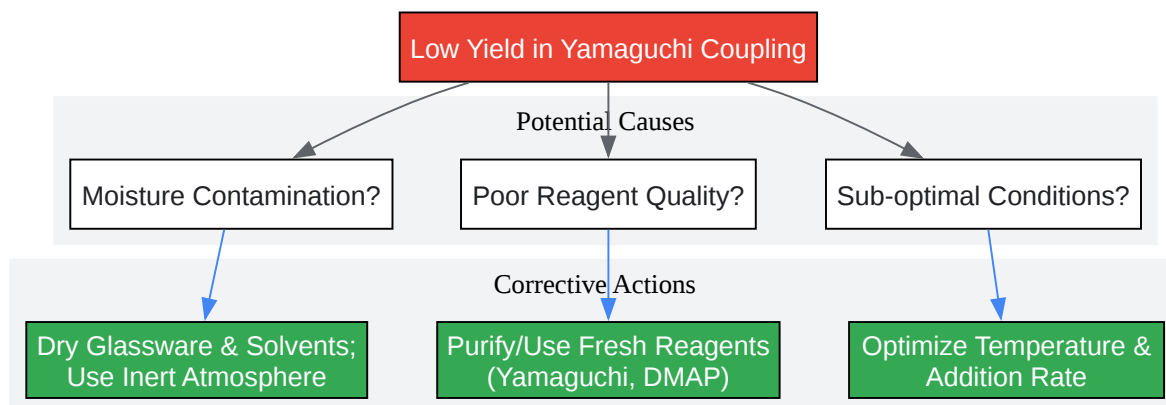 Low Yield in Yamaguchi Coupling
Potential Causes
Moisture Contamination?
Poor Reagent Quality?
Sub-optimal Conditions?
Corrective Actions
Dry Glassware & Solvents;
Use Inert Atmosphere
Purify/Use Fresh Reagents
(Yamaguchi, DMAP)
Optimize Temperature &
Addition Rate